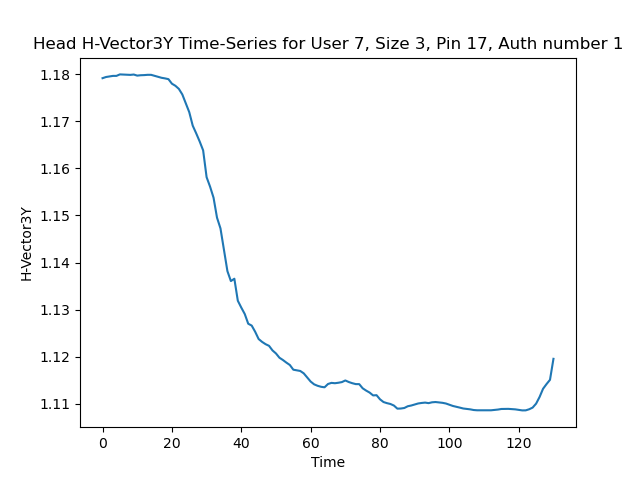 Head H-Vector3Y Time-Series for User 7, Size 3, Pin 17, Auth number 1
1.18
1.17
1.16
1.15
1.14
1.13
1.12
1.11
H-Vector3Y
0 20 40 60 80 100 120
Time